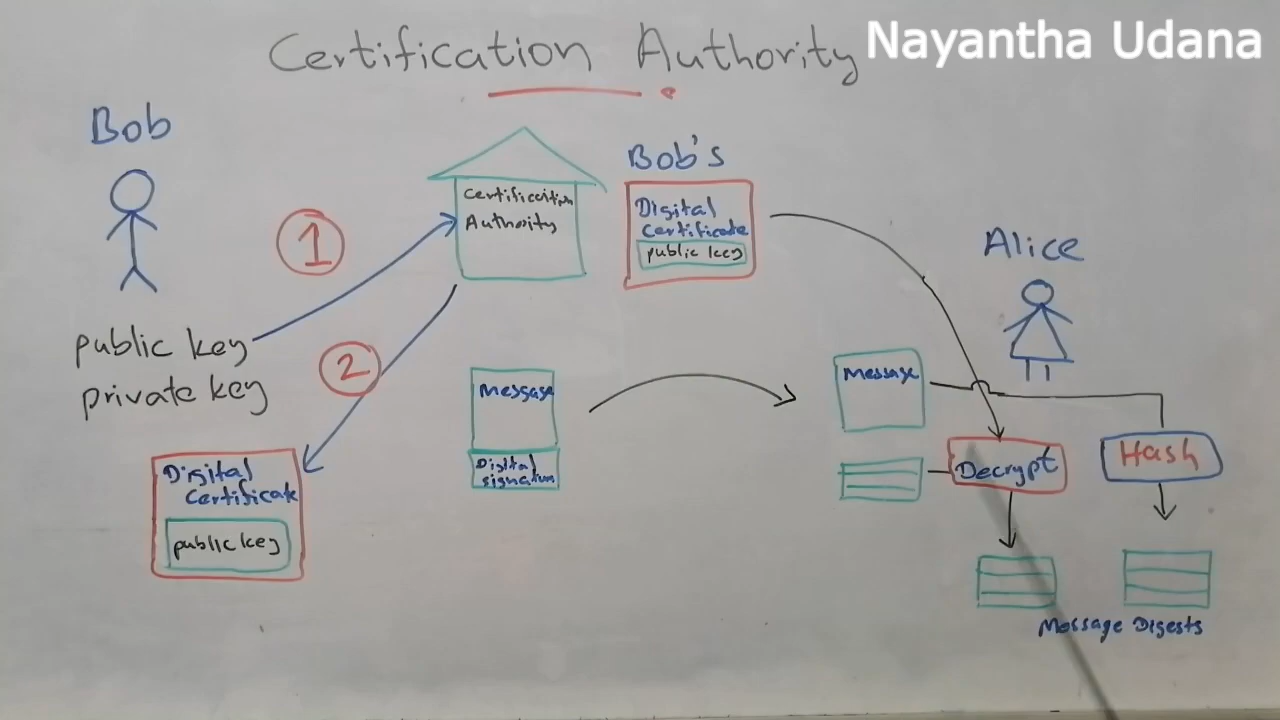 Certification Authority
Nayantha Udana
Bob
1
public key
private key
2
Digital
Certificate
public key
Certification
Authority
Bob's
Digital
Certificate
public key
Message
Digital
signature
Alice
Message
Decrypt
Hash
Message Digests